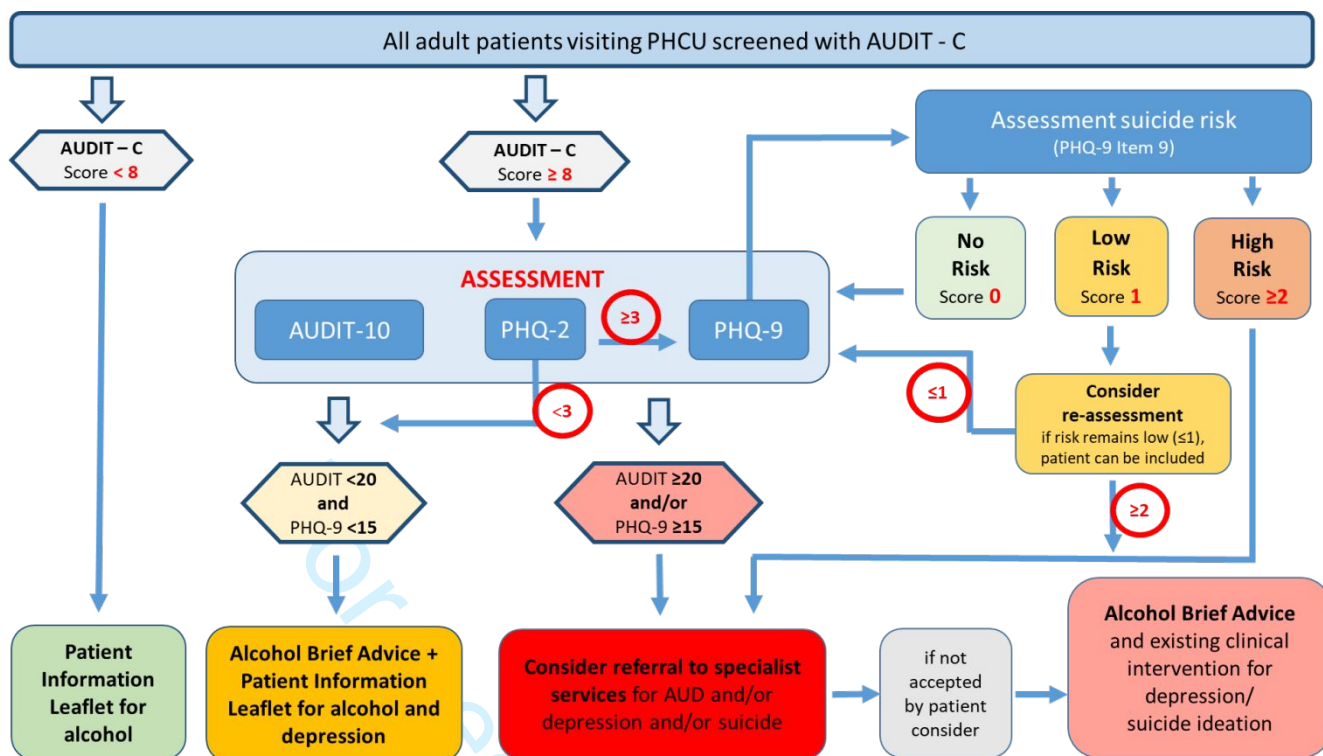 All adult patients visiting PHCU screened with AUDIT - C
AUDIT – C
Score < 8
AUDIT – C
Score ≥ 8
Assessment suicide risk
(PHQ-9 Item 9)
No
Risk
Score 0
Low
Risk
Score 1
High
Risk
Score ≥2
ASSESSMENT
AUDIT-10
PHQ-2
≥3
PHQ-9
<3
≤1
Consider
re-assessment
if risk remains low (≤1),
patient can be included
≥2
AUDIT <20
and
PHQ-9 <15
AUDIT ≥20
and/or
PHQ-9 ≥15
Patient
Information
Leaflet for
alcohol
Alcohol Brief Advice +
Patient Information
Leaflet for alcohol and
depression
Consider referral to specialist
services for AUD and/or
depression and/or suicide
if not
accepted
by patient
consider
Alcohol Brief Advice
and existing clinical
intervention for
depression/
suicide ideation